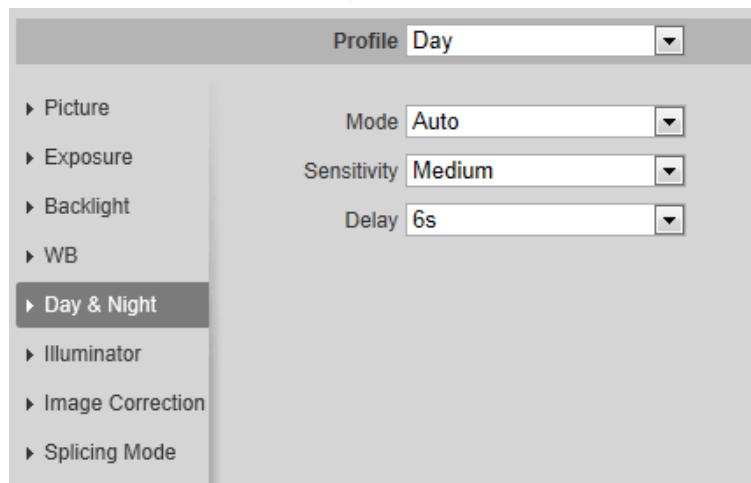 Profile Day
Picture
Exposure
Backlight
WB
Day & Night
Illuminator
Image Correction
Splicing Mode
Mode Auto
Sensitivity Medium
Delay 6s